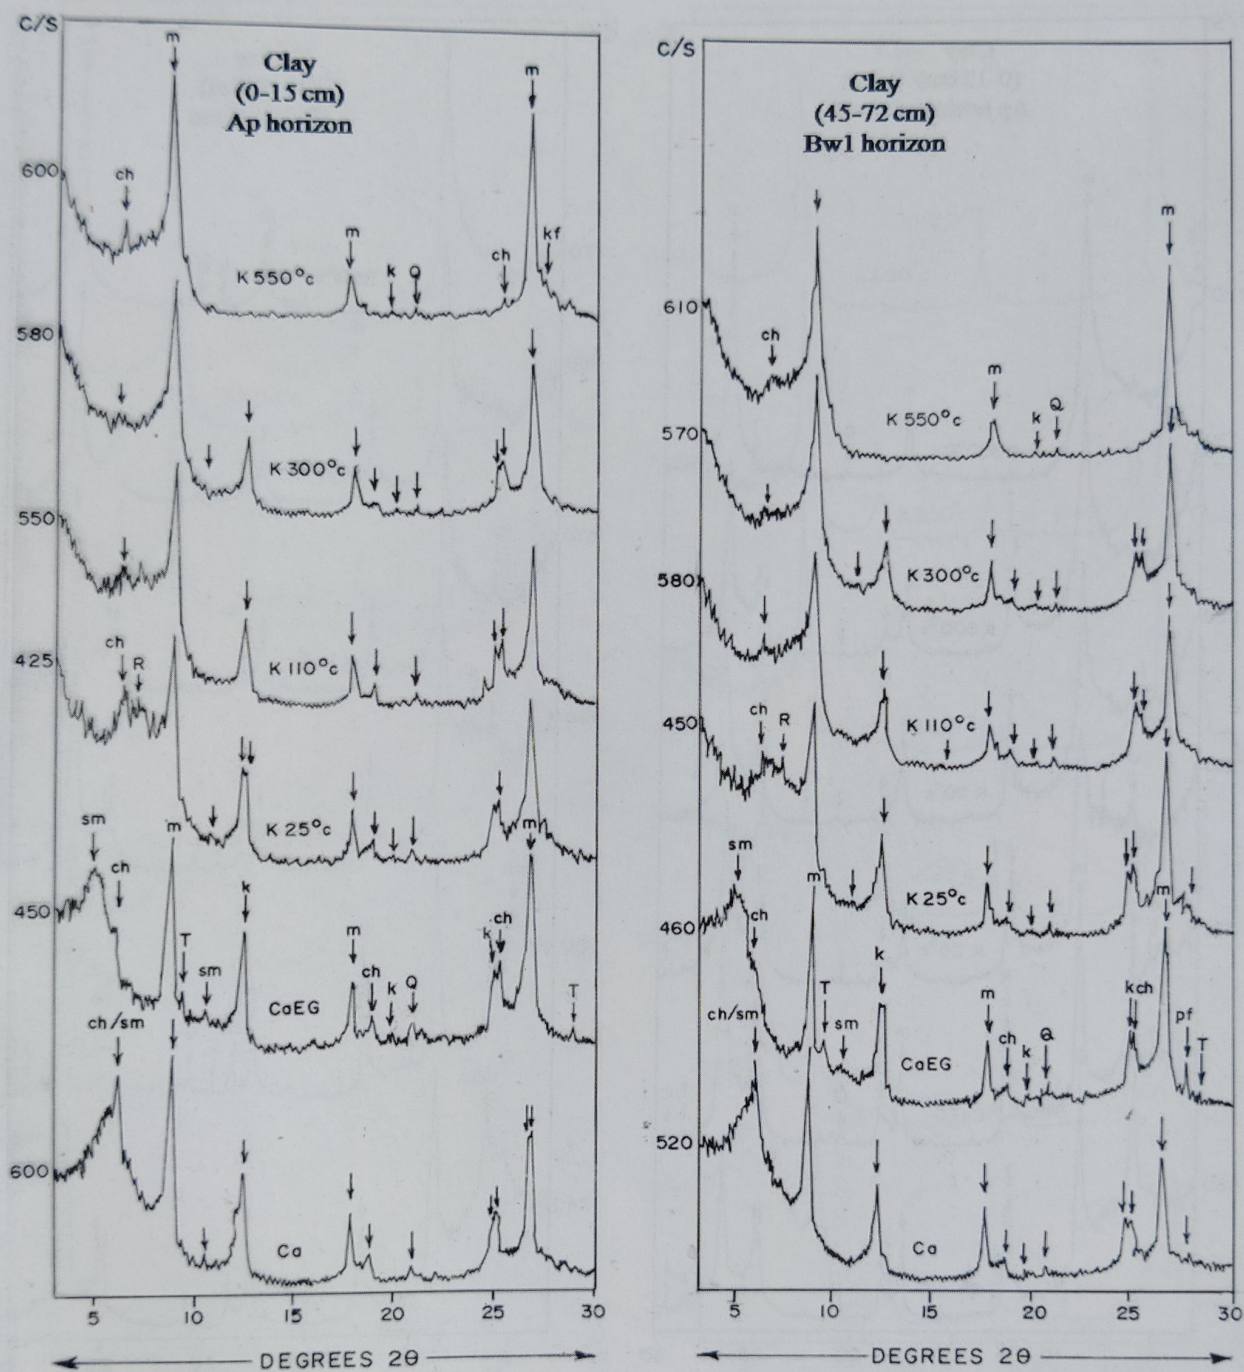 C/S
m
Clay
(0-15 cm)
Ap horizon
m
600
ch
m
k
Q
ch
kf
K 550°c
580
K 300°c
550
K 110°c
425
ch
R
K 25°c
sm
ch
m
m
450
k
T
sm
m
ch
k
Q
k
ch
T
CaEG
ch/sm
600
Ca
5
10
15
20
25
30
DEGREES 2θ
C/S
Clay
(45-72 cm)
Bw1 horizon
m
610
ch
m
k
Q
K 550°c
570
K 300°c
580
K 110°c
450
ch
R
K 25°c
sm
ch
m
m
460
k
T
sm
m
ch
k
Q
k ch
pf
T
CaEG
ch/sm
520
Ca
5
10
15
20
25
30
DEGREES 2θ